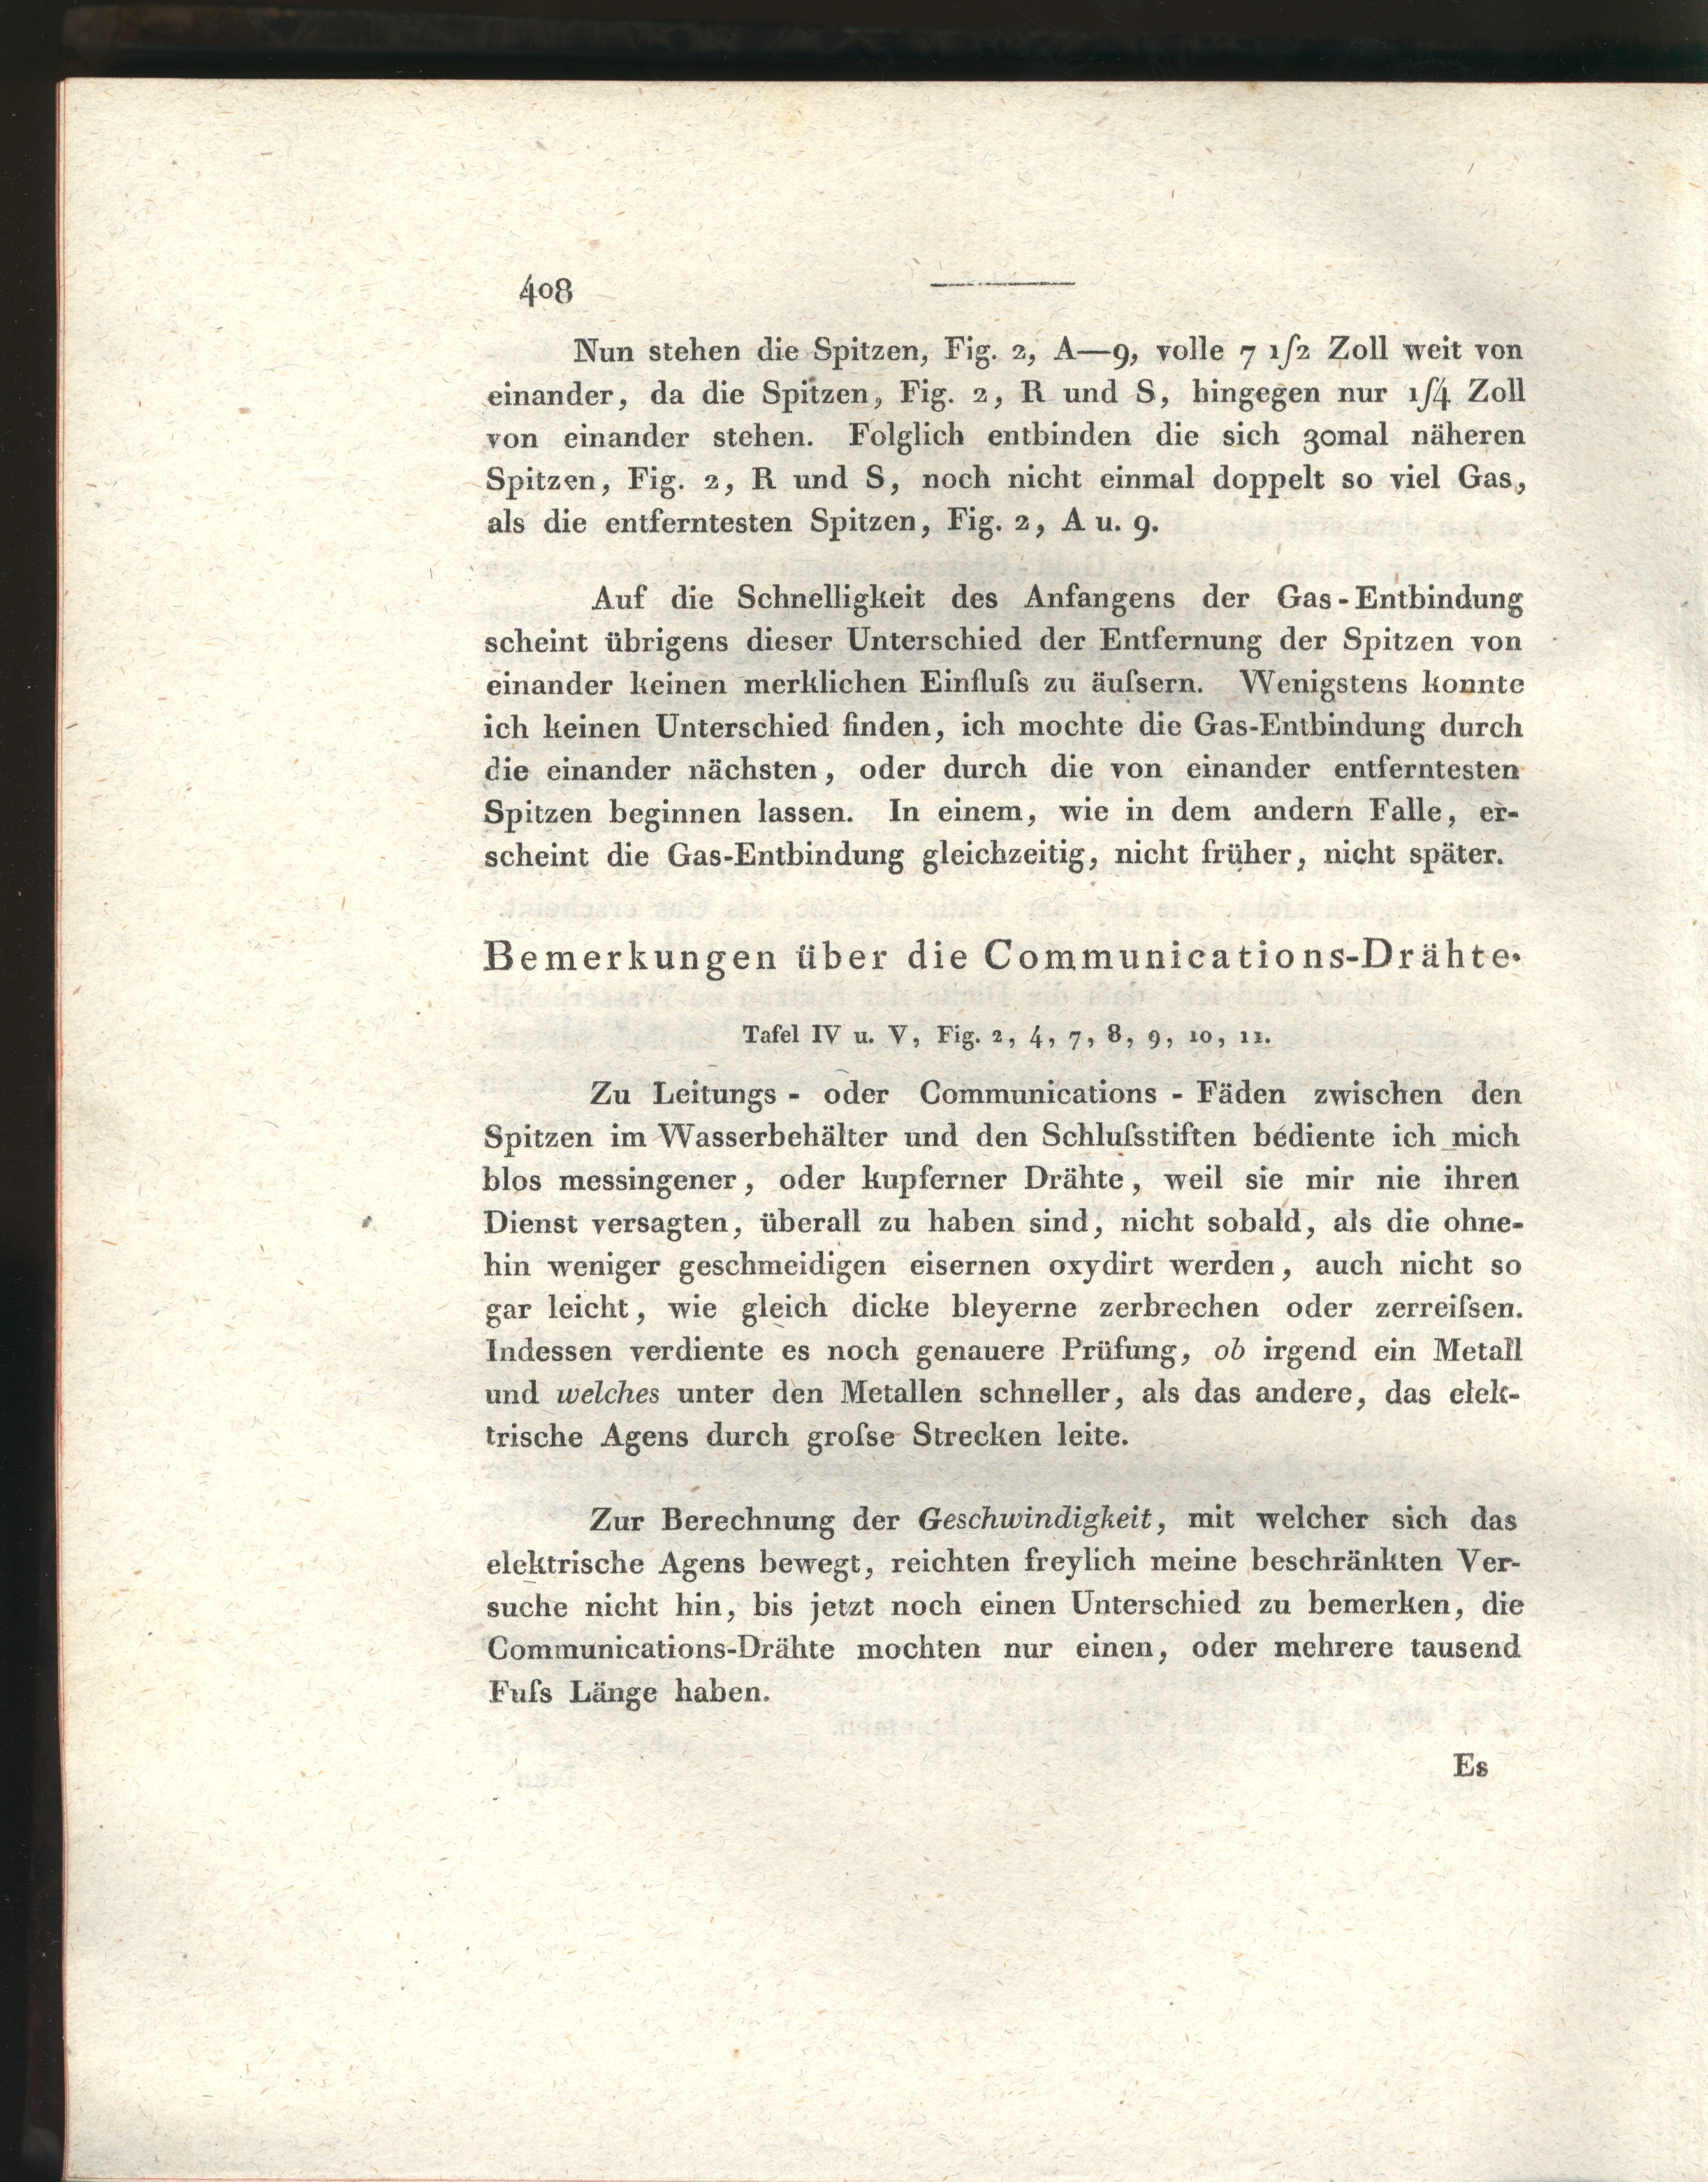 408
Nun stehen die Spitzen, Fig. 2, A—9, volle 7 1ſ2 Zoll weit von
einander, da die Spitzen, Fig. 2, R und S, hingegen nur 1ſ4 Zoll
von einander stehen. Folglich entbinden die sich 30mal näheren
Spitzen, Fig. 2, R und S, noch nicht einmal doppelt so viel Gas,
als die entferntesten Spitzen, Fig. 2, A u. 9.
Auf die Schnelligkeit des Anfangens der Gas-Entbindung
scheint übrigens dieser Unterschied der Entfernung der Spitzen von
einander keinen merklichen Einfluſs zu äuſsern. Wenigstens konnte
ich keinen Unterschied finden, ich mochte die Gas-Entbindung durch
die einander nächsten, oder durch die von einander entferntesten
Spitzen beginnen lassen. In einem, wie in dem andern Falle, er-
scheint die Gas-Entbindung gleichzeitig, nicht früher, nicht später.
Bemerkungen über die Communications-Drähte.
Tafel IV u. V, Fig. 2, 4, 7, 8, 9, 10, 11.
Zu Leitungs- oder Communications-Fäden zwischen den
Spitzen im Wasserbehälter und den Schluſsstiften bediente ich mich
blos messingener, oder kupferner Drähte, weil sie mir nie ihren
Dienst versagten, überall zu haben sind, nicht sobald, als die ohne-
hin weniger geschmeidigen eisernen oxydirt werden, auch nicht so
gar leicht, wie gleich dicke bleyerne zerbrechen oder zerreiſsen.
Indessen verdiente es noch genauere Prüfung, ob irgend ein Metall
und welches unter den Metallen schneller, als das andere, das elek-
trische Agens durch groſse Strecken leite.
Zur Berechnung der Geschwindigkeit, mit welcher sich das
elektrische Agens bewegt, reichten freylich meine beschränkten Ver-
suche nicht hin, bis jetzt noch einen Unterschied zu bemerken, die
Communications-Drähte mochten nur einen, oder mehrere tausend
Fuſs Länge haben.
Es